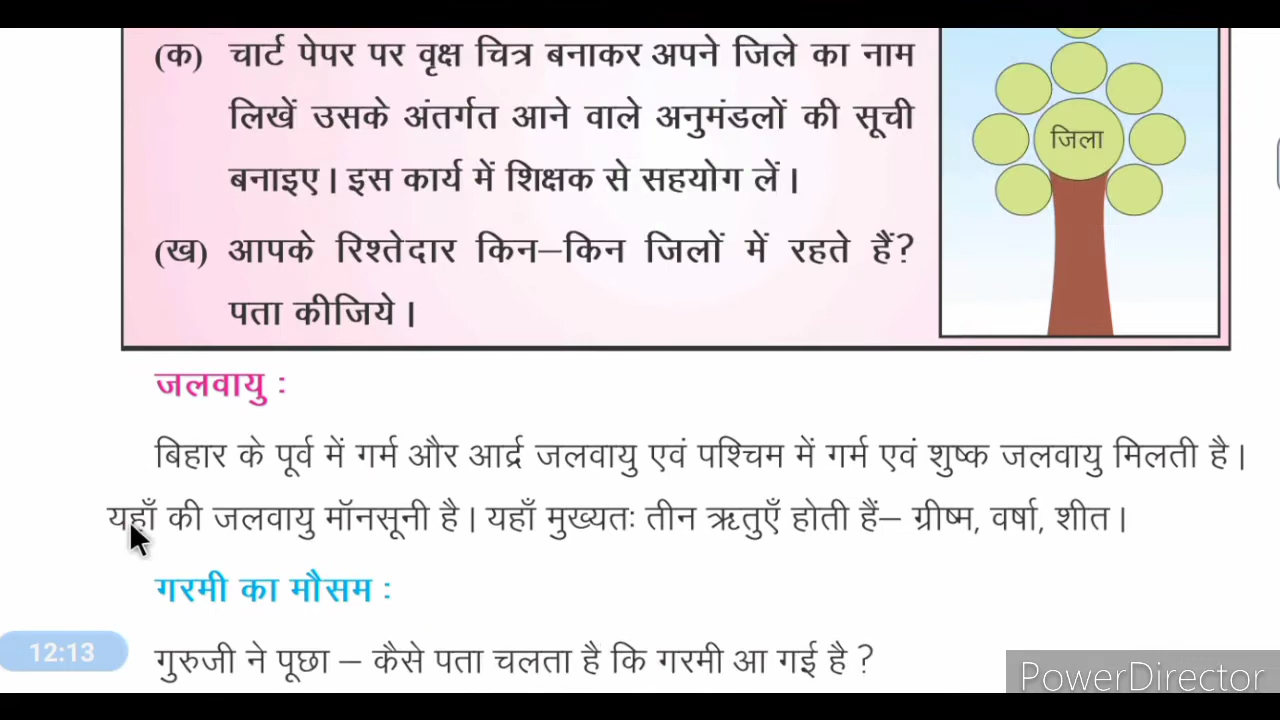 (क) चार्ट पेपर पर वृक्ष चित्र बनाकर अपने जिले का नाम
लिखें उसके अंतर्गत आने वाले अनुमंडलों की सूची
बनाइए। इस कार्य में शिक्षक से सहयोग लें।
(ख) आपके रिश्तेदार किन–किन जिलों में रहते हैं?
पता कीजिये।
जिला
जलवायु :
बिहार के पूर्व में गर्म और आर्द्र जलवायु एवं पश्चिम में गर्म एवं शुष्क जलवायु मिलती है।
यहाँ की जलवायु मॉनसूनी है। यहाँ मुख्यतः तीन ऋतुएँ होती हैं– ग्रीष्म, वर्षा, शीत।
गरमी का मौसम :
12:13
गुरुजी ने पूछा – कैसे पता चलता है कि गरमी आ गई है ?
PowerDirector